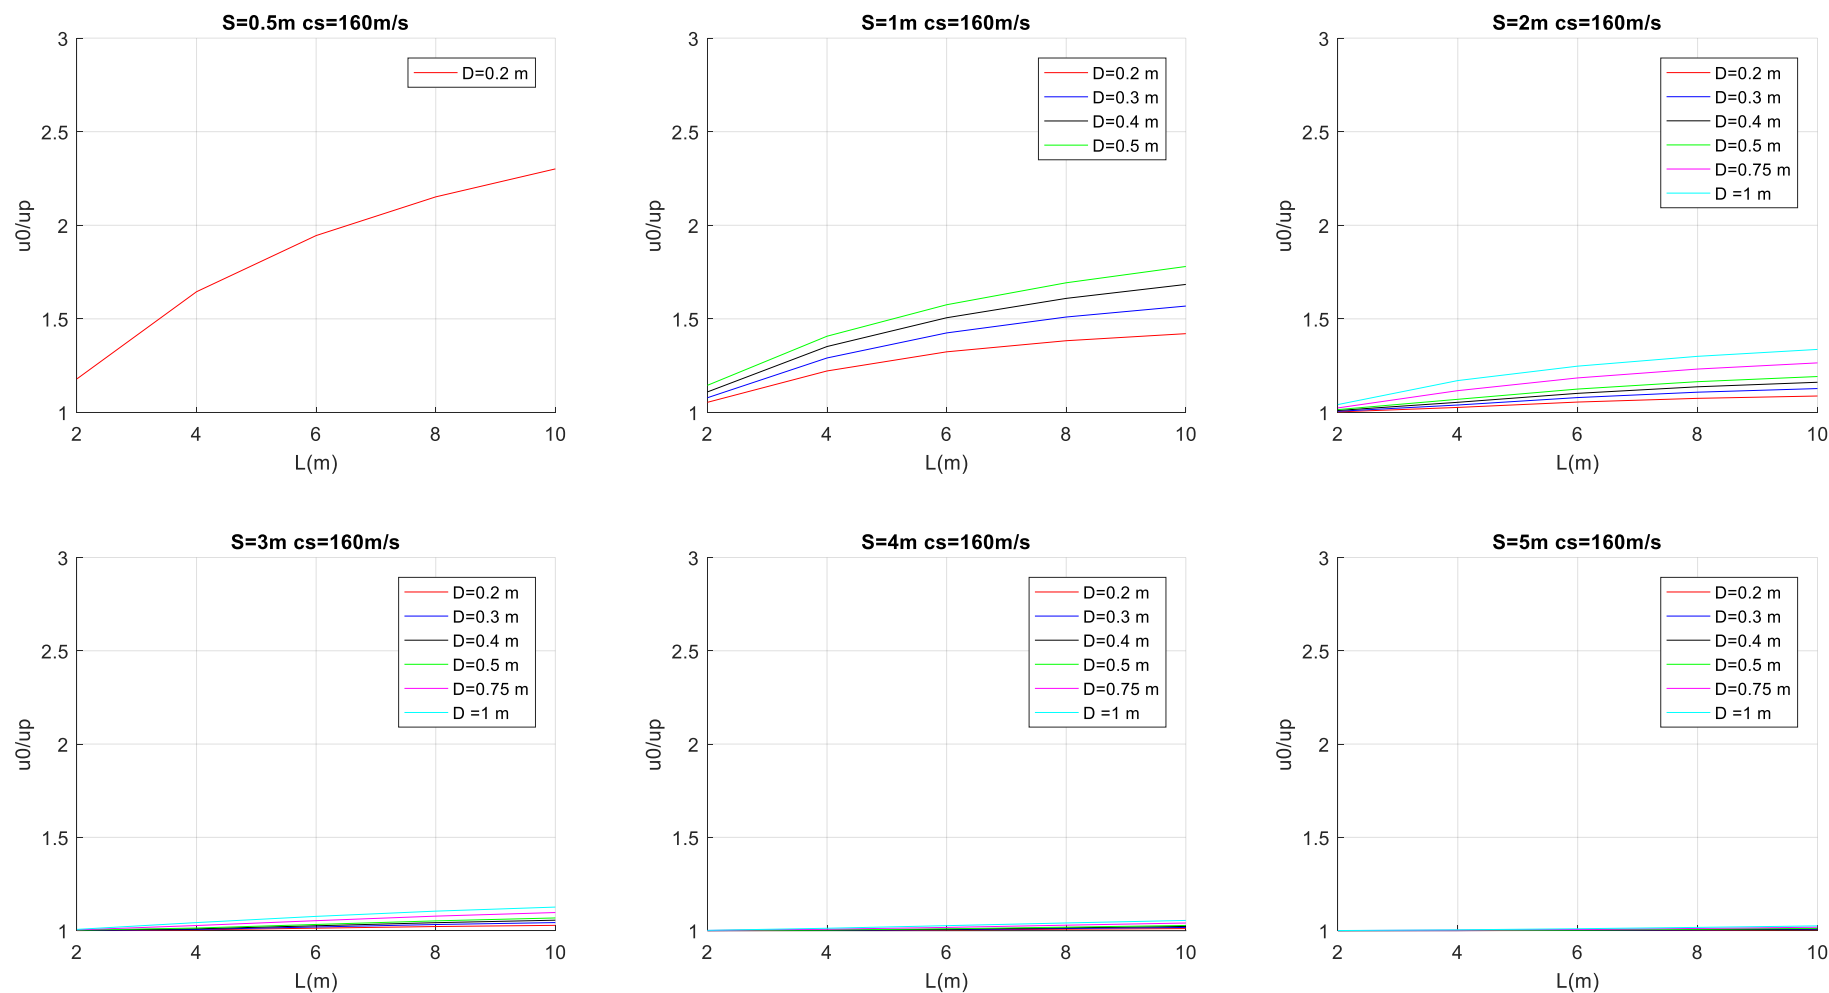 S=0.5m cs=160m/s
3
2.5
2
1.5
1
u0/up
D=0.2 m
2 4 6 8 10
L(m)
S=1m cs=160m/s
3
2.5
2
1.5
1
u0/up
D=0.2 m
D=0.3 m
D=0.4 m
D=0.5 m
2 4 6 8 10
L(m)
S=2m cs=160m/s
3
2.5
2
1.5
1
u0/up
D=0.2 m
D=0.3 m
D=0.4 m
D=0.5 m
D=0.75 m
D =1 m
2 4 6 8 10
L(m)
S=3m cs=160m/s
3
2.5
2
1.5
1
u0/up
D=0.2 m
D=0.3 m
D=0.4 m
D=0.5 m
D=0.75 m
D =1 m
2 4 6 8 10
L(m)
S=4m cs=160m/s
3
2.5
2
1.5
1
u0/up
D=0.2 m
D=0.3 m
D=0.4 m
D=0.5 m
D=0.75 m
D =1 m
2 4 6 8 10
L(m)
S=5m cs=160m/s
3
2.5
2
1.5
1
u0/up
D=0.2 m
D=0.3 m
D=0.4 m
D=0.5 m
D=0.75 m
D =1 m
2 4 6 8 10
L(m)